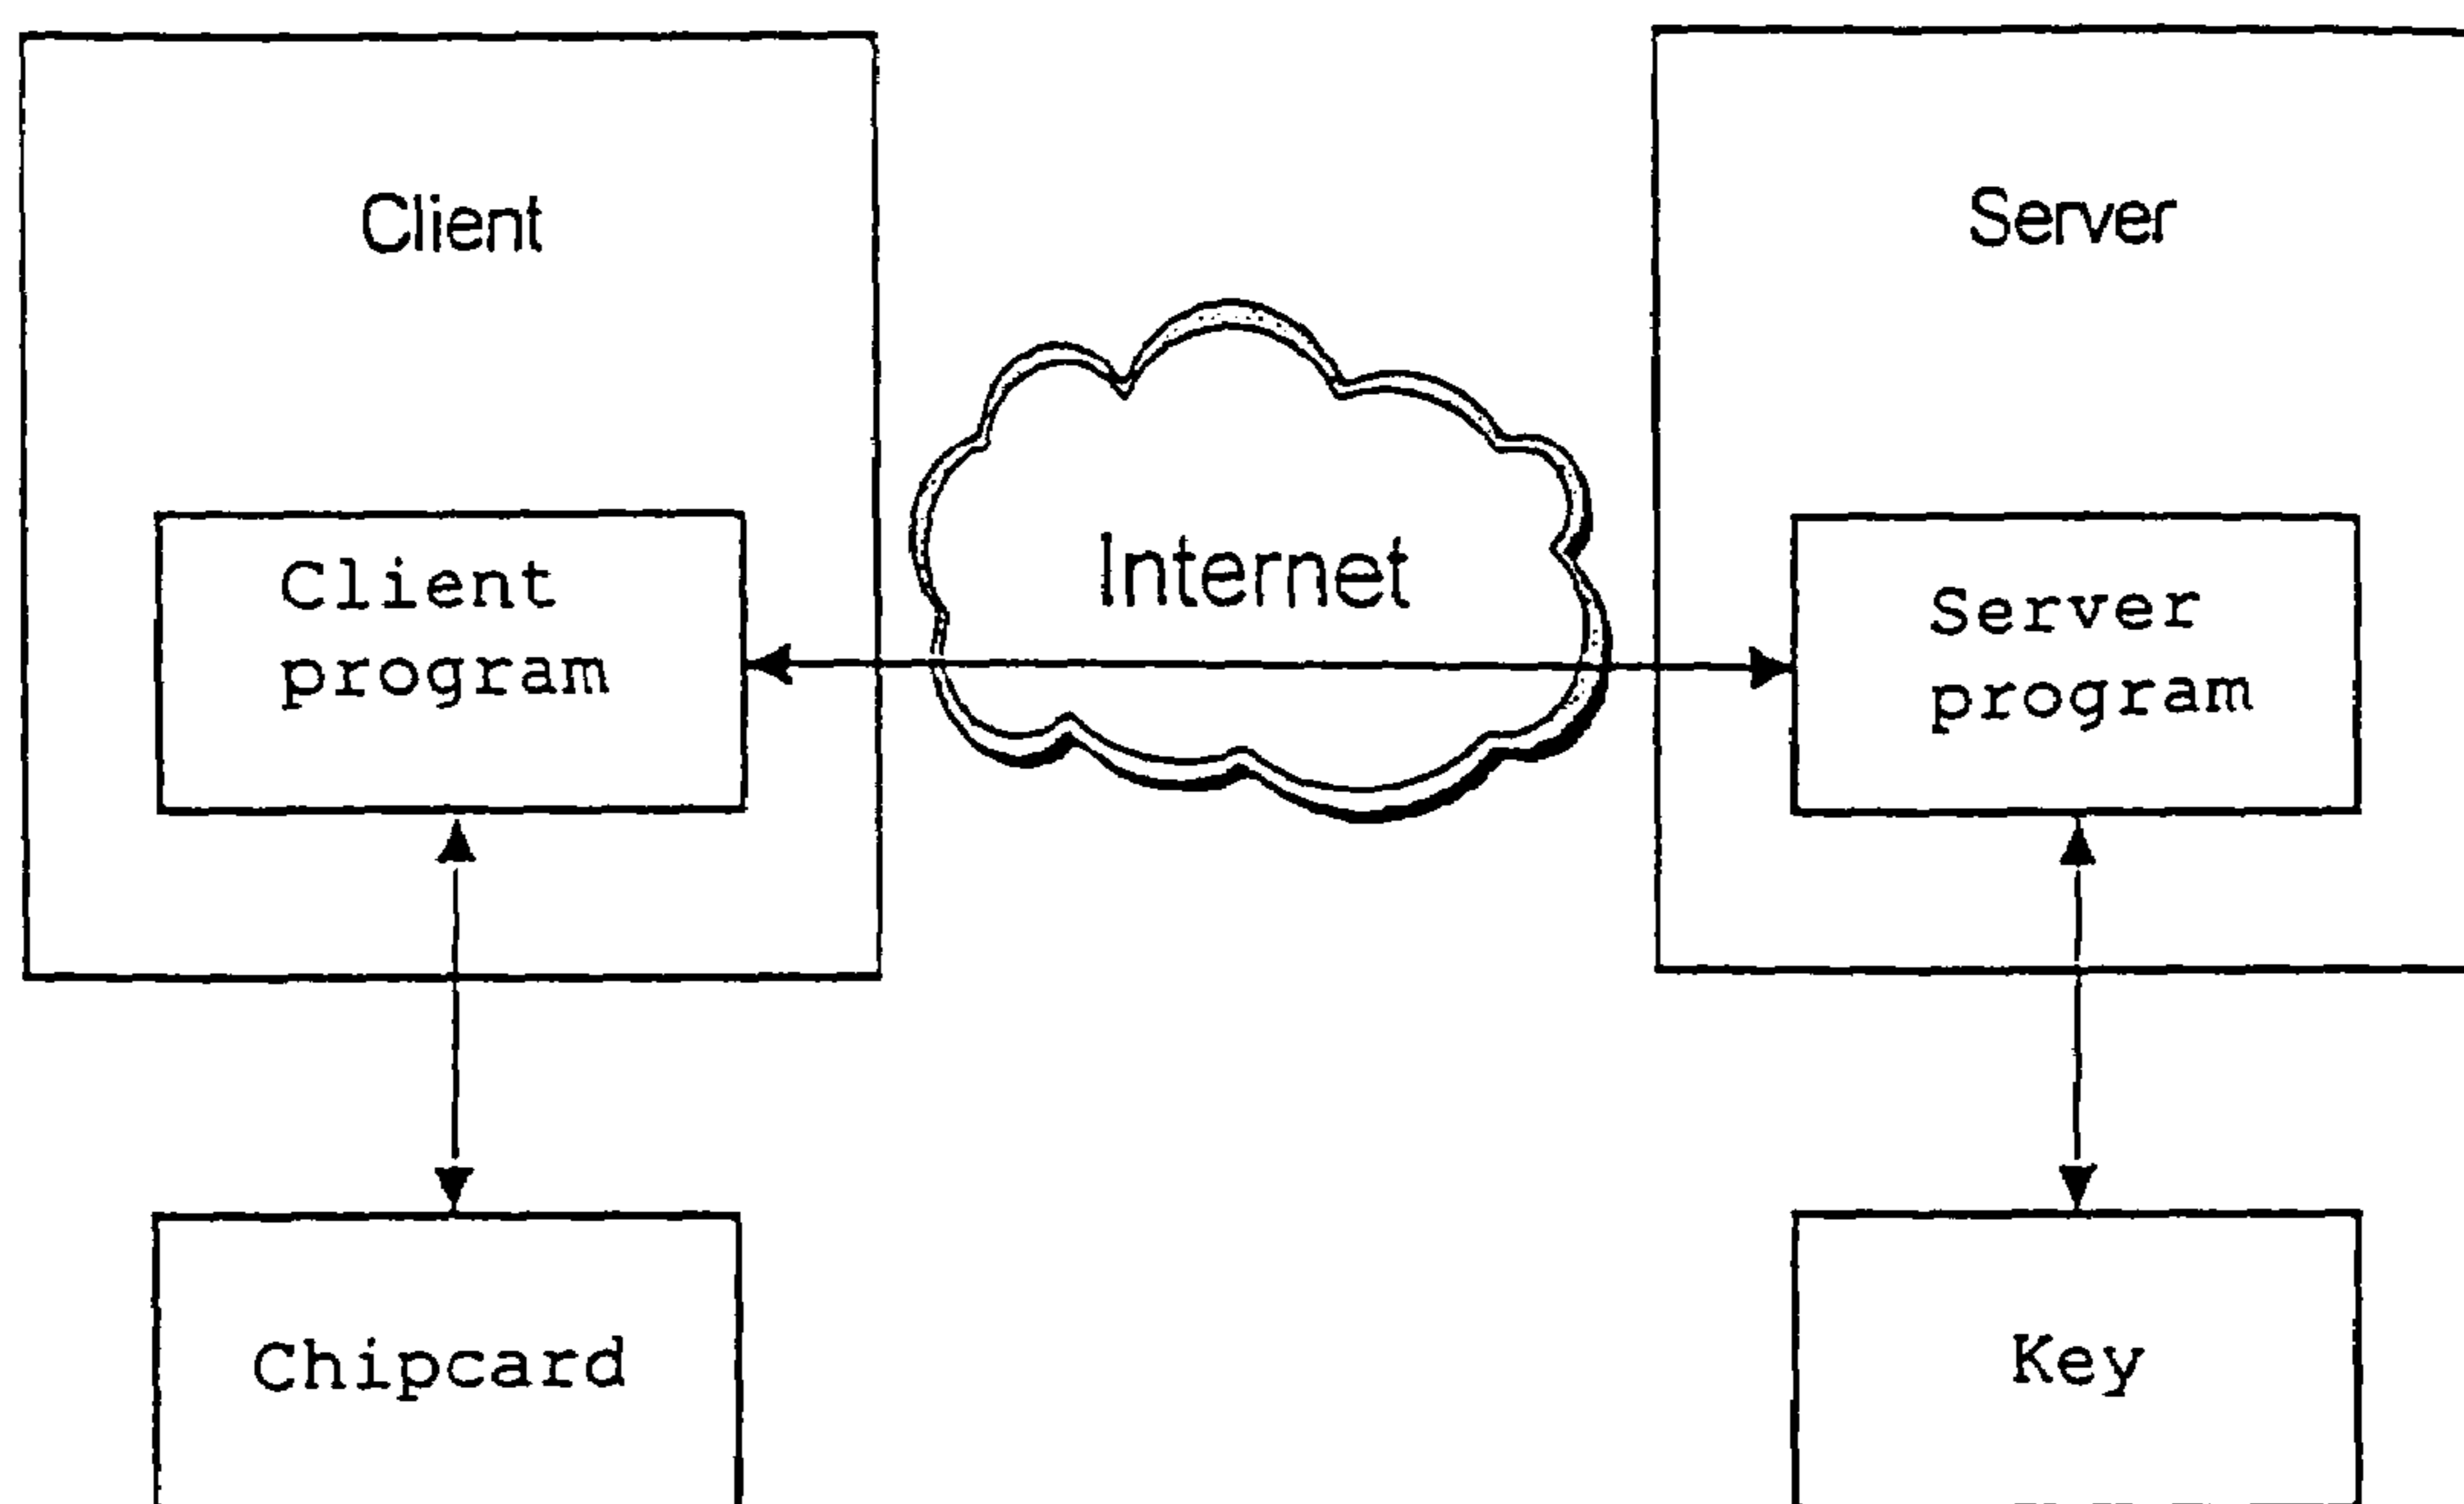 Client
Server
Internet
Client
program
Server
program
Chipcard
Key